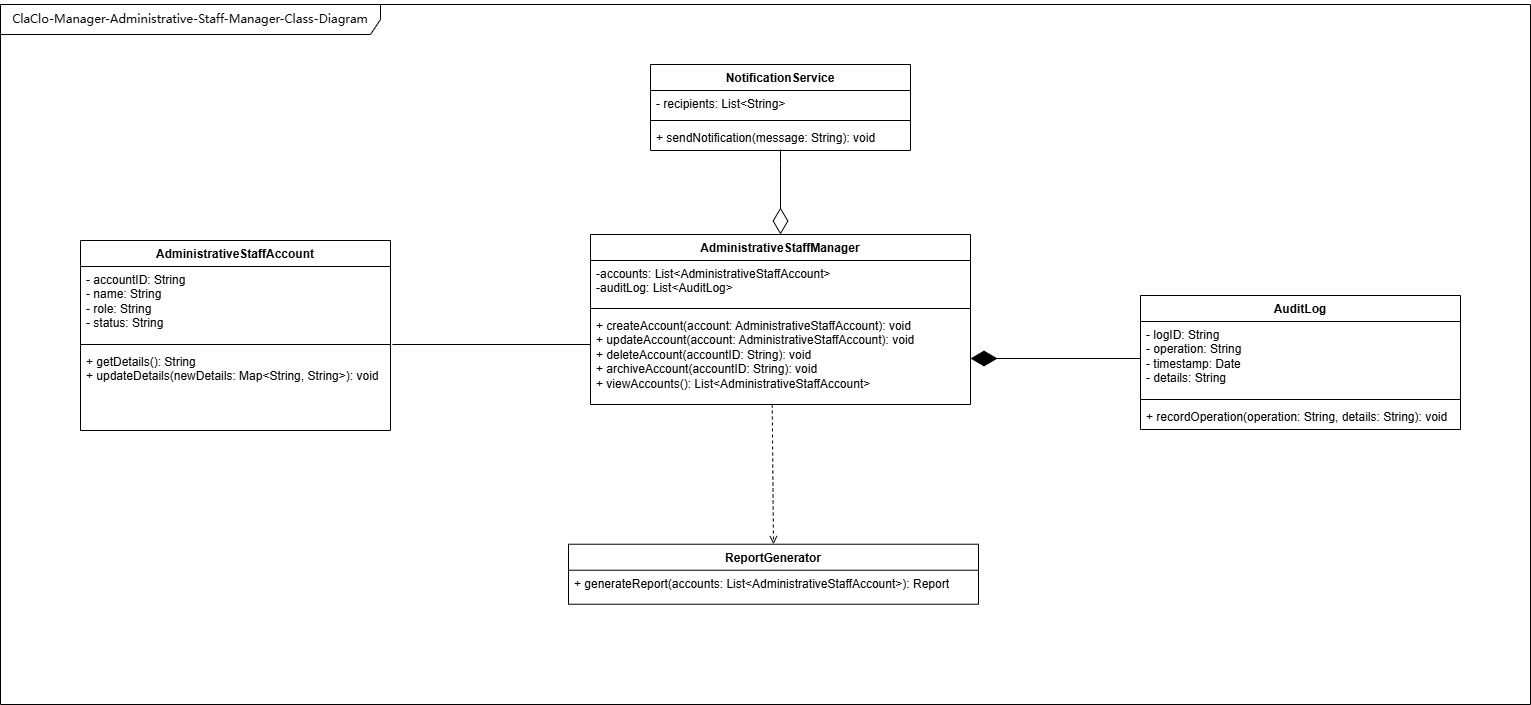 ClaClo-Manager-Administrative-Staff-Manager-Class-Diagram
NotificationService
- recipients: List<String>
+ sendNotification(message: String): void
AdministrativeStaffAccount
- accountID: String
- name: String
- role: String
- status: String
+ getDetails(): String
+ updateDetails(newDetails: Map<String, String>): void
AdministrativeStaffManager
-accounts: List<AdministrativeStaffAccount>
-auditLog: List<AuditLog>
+ createAccount(account: AdministrativeStaffAccount): void
+ updateAccount(account: AdministrativeStaffAccount): void
+ deleteAccount(accountID: String): void
+ archiveAccount(accountID: String): void
+ viewAccounts(): List<AdministrativeStaffAccount>
AuditLog
- logID: String
- operation: String
- timestamp: Date
- details: String
+ recordOperation(operation: String, details: String): void
ReportGenerator
+ generateReport(accounts: List<AdministrativeStaffAccount>): Report